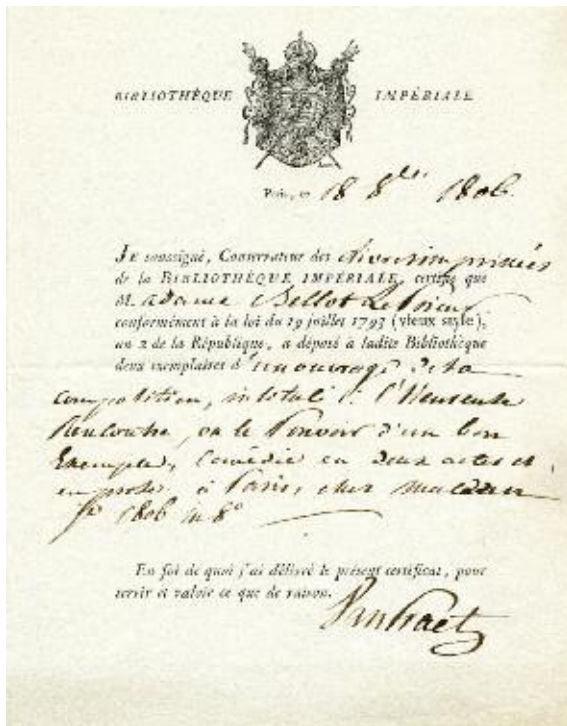 BIBLIOTHÈQUE IMPÉRIALE
Paris, ce 18 8bre 1806.
Je soussigné, Conservateur des Livres imprimés
de la BIBLIOTHÈQUE IMPÉRIALE, certifie que
M. adame Bellot Le Prieur
conformément à la loi du 19 juillet 1793 (vieux style),
an 2 de la République, a déposé à ladite Bibliothèque
deux exemplaires d'un ouvrage de sa
composition, intitulé : l'Heureuse
Rencontre, ou le Pouvoir d'un bon
Exemple, Comédie en deux actes et
en prose, à Paris, chez
1806 in 8°
En foi de quoi j'ai délivré le présent certificat, pour
servir et valoir ce que de raison.